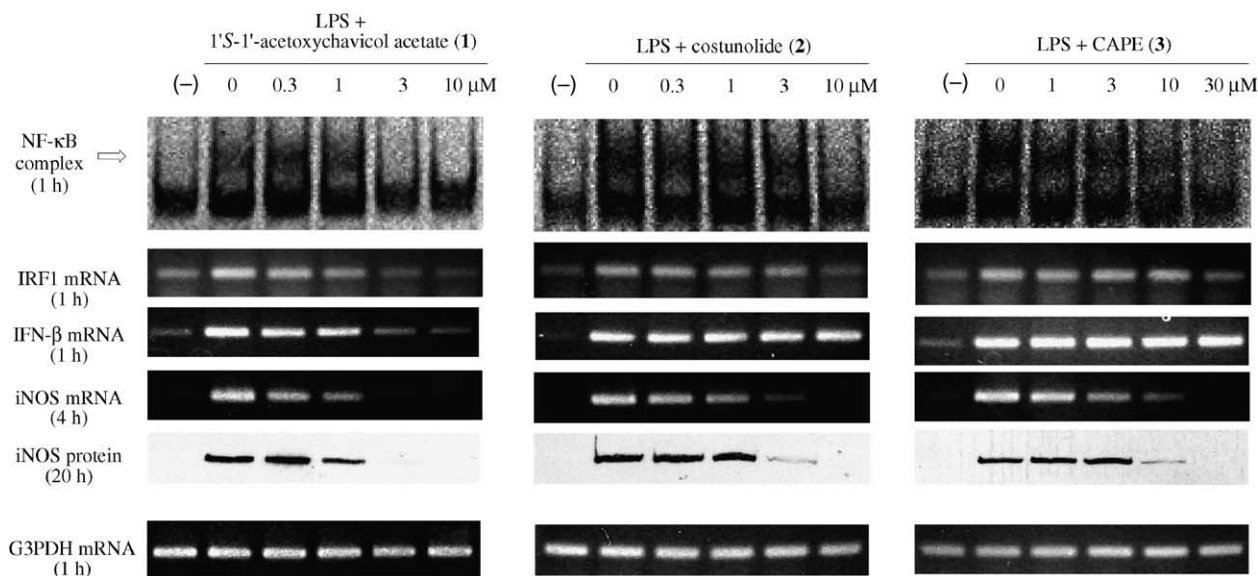 LPS +
1'S-1'-acetoxychavicol acetate (1)
LPS + costunolide (2)
LPS + CAPE (3)
(–) 0 0.3 1 3 10 μM
(–) 0 0.3 1 3 10 μM
(–) 0 1 3 10 30 μM
NF-κB
complex
(1 h)
IRF1 mRNA
(1 h)
IFN-β mRNA
(1 h)
iNOS mRNA
(4 h)
iNOS protein
(20 h)
G3PDH mRNA
(1 h)